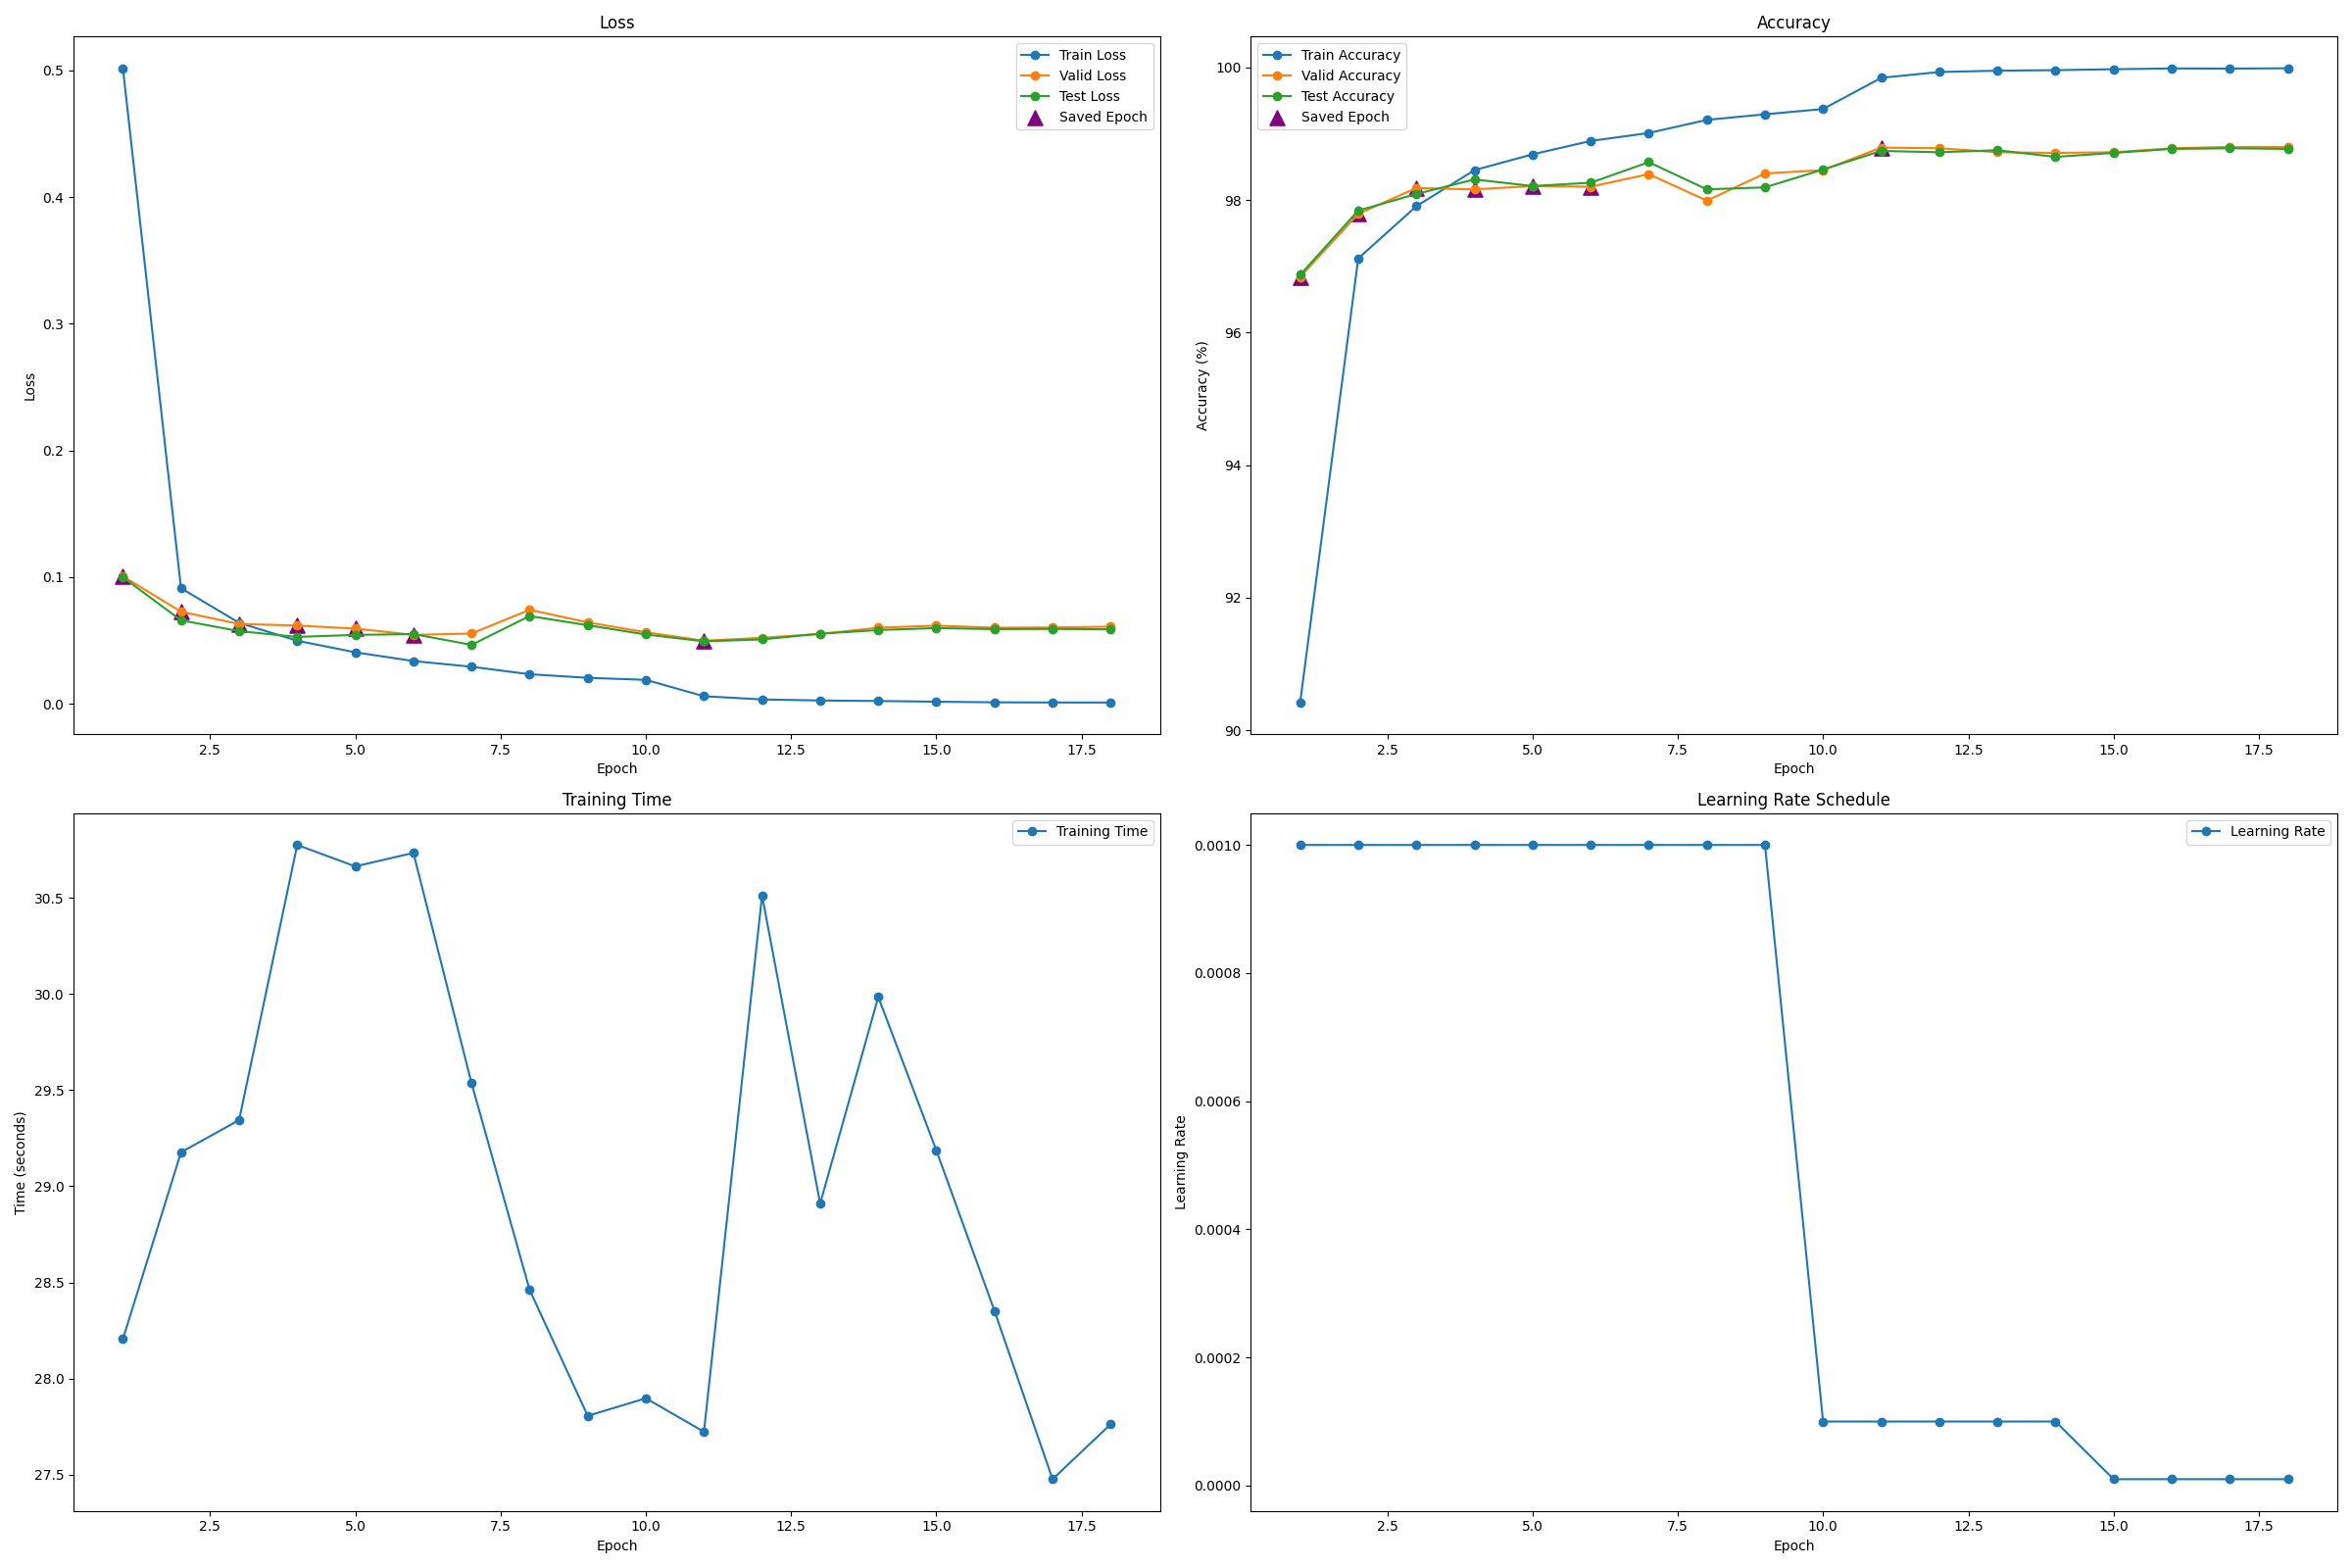 Loss
Train Loss
Valid Loss
Test Loss
Saved Epoch
0.5
0.4
0.3
0.2
0.1
0.0
Loss
2.5 5.0 7.5 10.0 12.5 15.0 17.5
Epoch
Accuracy
Train Accuracy
Valid Accuracy
Test Accuracy
Saved Epoch
100
98
96
94
92
90
Accuracy (%)
2.5 5.0 7.5 10.0 12.5 15.0 17.5
Epoch
Training Time
Training Time
30.5
30.0
29.5
29.0
28.5
28.0
27.5
Time (seconds)
2.5 5.0 7.5 10.0 12.5 15.0 17.5
Epoch
Learning Rate Schedule
Learning Rate
0.0010
0.0008
0.0006
0.0004
0.0002
0.0000
Learning Rate
2.5 5.0 7.5 10.0 12.5 15.0 17.5
Epoch